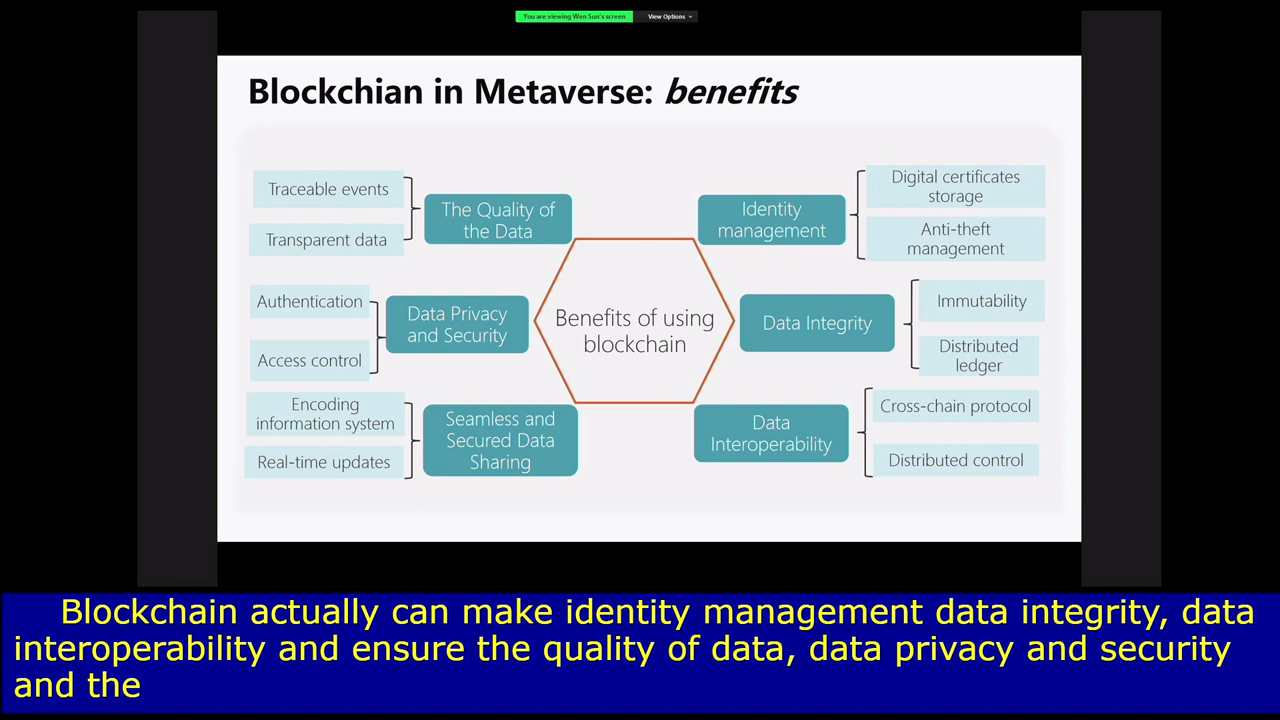 You are viewing Wen Sun's screen
View Options
Blockchian in Metaverse: benefits
Traceable events
Transparent data
The Quality of
the Data
Authentication
Access control
Data Privacy
and Security
Encoding
information system
Real-time updates
Seamless and
Secured Data
Sharing
Benefits of using
blockchain
Identity
management
Digital certificates
storage
Anti-theft
management
Data Integrity
Immutability
Distributed
ledger
Data
Interoperability
Cross-chain protocol
Distributed control
Blockchain actually can make identity management data integrity, data
interoperability and ensure the quality of data, data privacy and security
and the